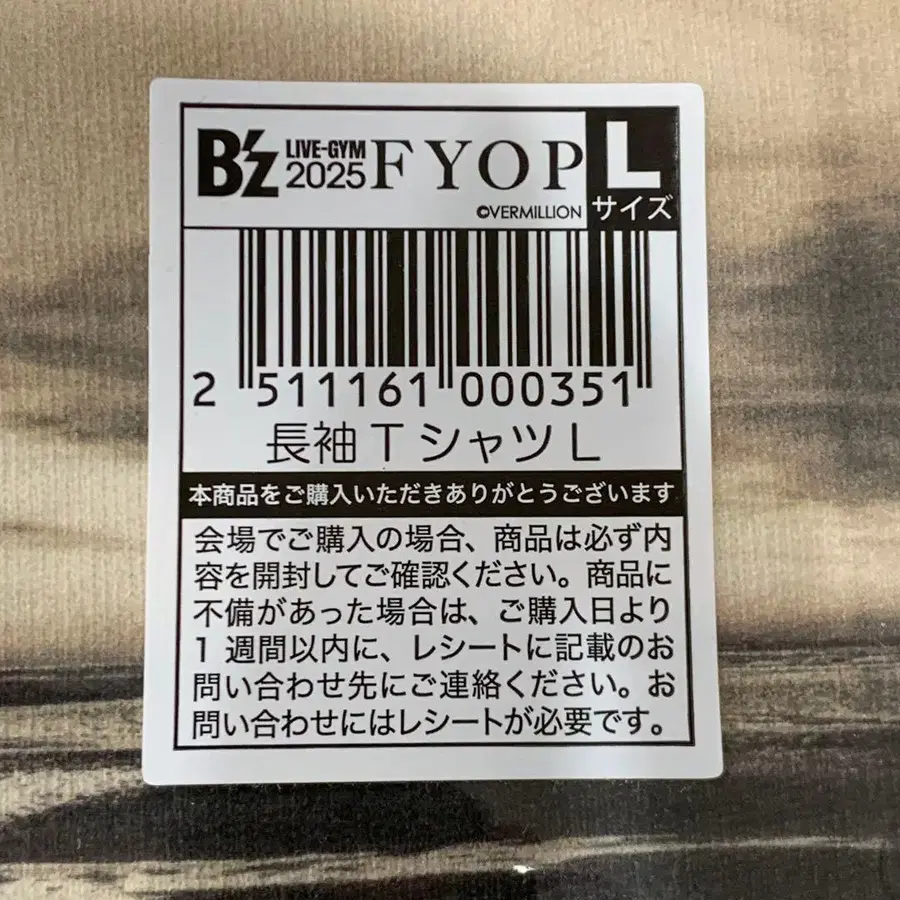 B'z LIVE-GYM 2025 FYOP L
©VERMILLION サイズ
2 511161 000351
長袖TシャツL
本商品をご購入いただきありがとうございます
会場でご購入の場合、商品は必ず内
容を開封してご確認ください。商品に
不備があった場合は、ご購入日より
1週間以内に、レシートに記載のお
問い合わせ先にご連絡ください。お
問い合わせにはレシートが必要です。